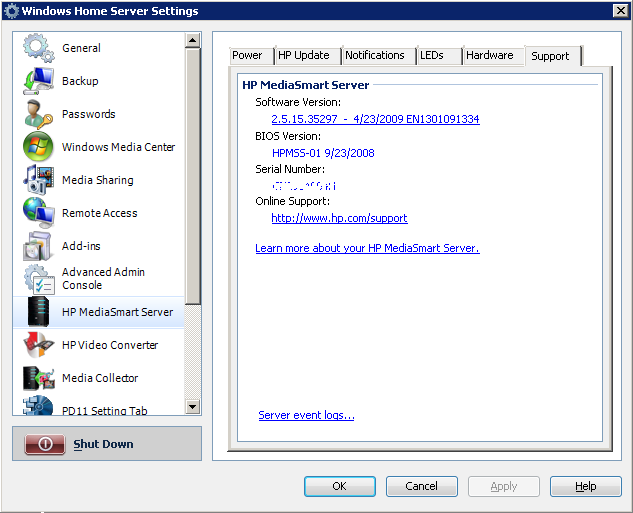 Windows Home Server Settings
General
Backup
Passwords
Windows Media Center
Media Sharing
Remote Access
Add-ins
Advanced Admin
Console
HP MediaSmart Server
HP Video Converter
Media Collector
PD11 Setting Tab
Shut Down
Power HP Update Notifications LEDs Hardware Support
HP MediaSmart Server
Software Version:
2.5.15.35297 - 4/23/2009 EN1301091334
BIOS Version:
HPMSS-01 9/23/2008
Serial Number:
Online Support:
http://www.hp.com/support
Learn more about your HP MediaSmart Server.
Server event logs...
OK Cancel Apply Help